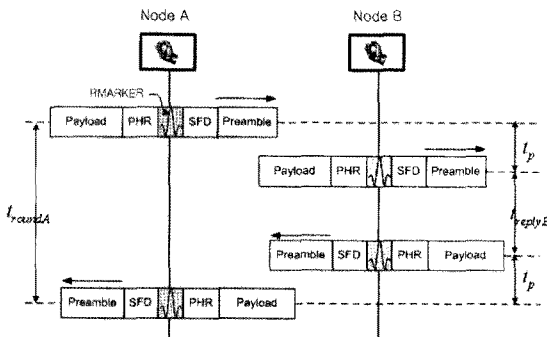 Node A Node B
RMARKER
Payload PHR SFD Preamble
t_p
Payload PHR SFD Preamble
t_roundA t_replyB
Preamble SFD PHR Payload
t_p
Preamble SFD PHR Payload